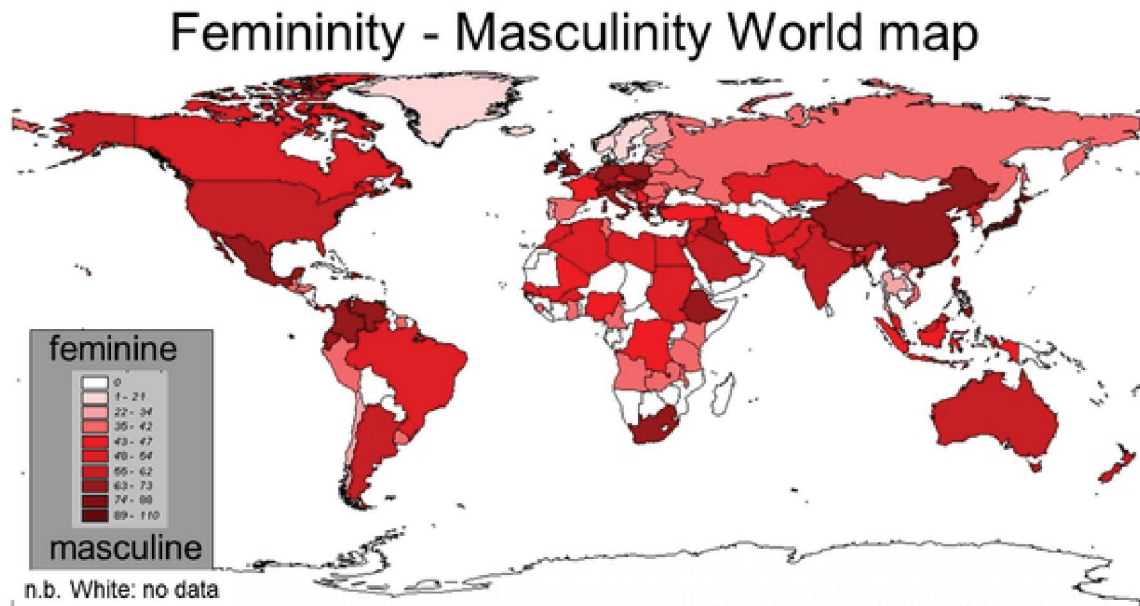 Femininity - Masculinity World map
feminine
0
1 - 21
22 - 34
35 - 42
43 - 47
48 - 54
55 - 62
63 - 73
74 - 88
89 - 110
masculine
n.b. White: no data